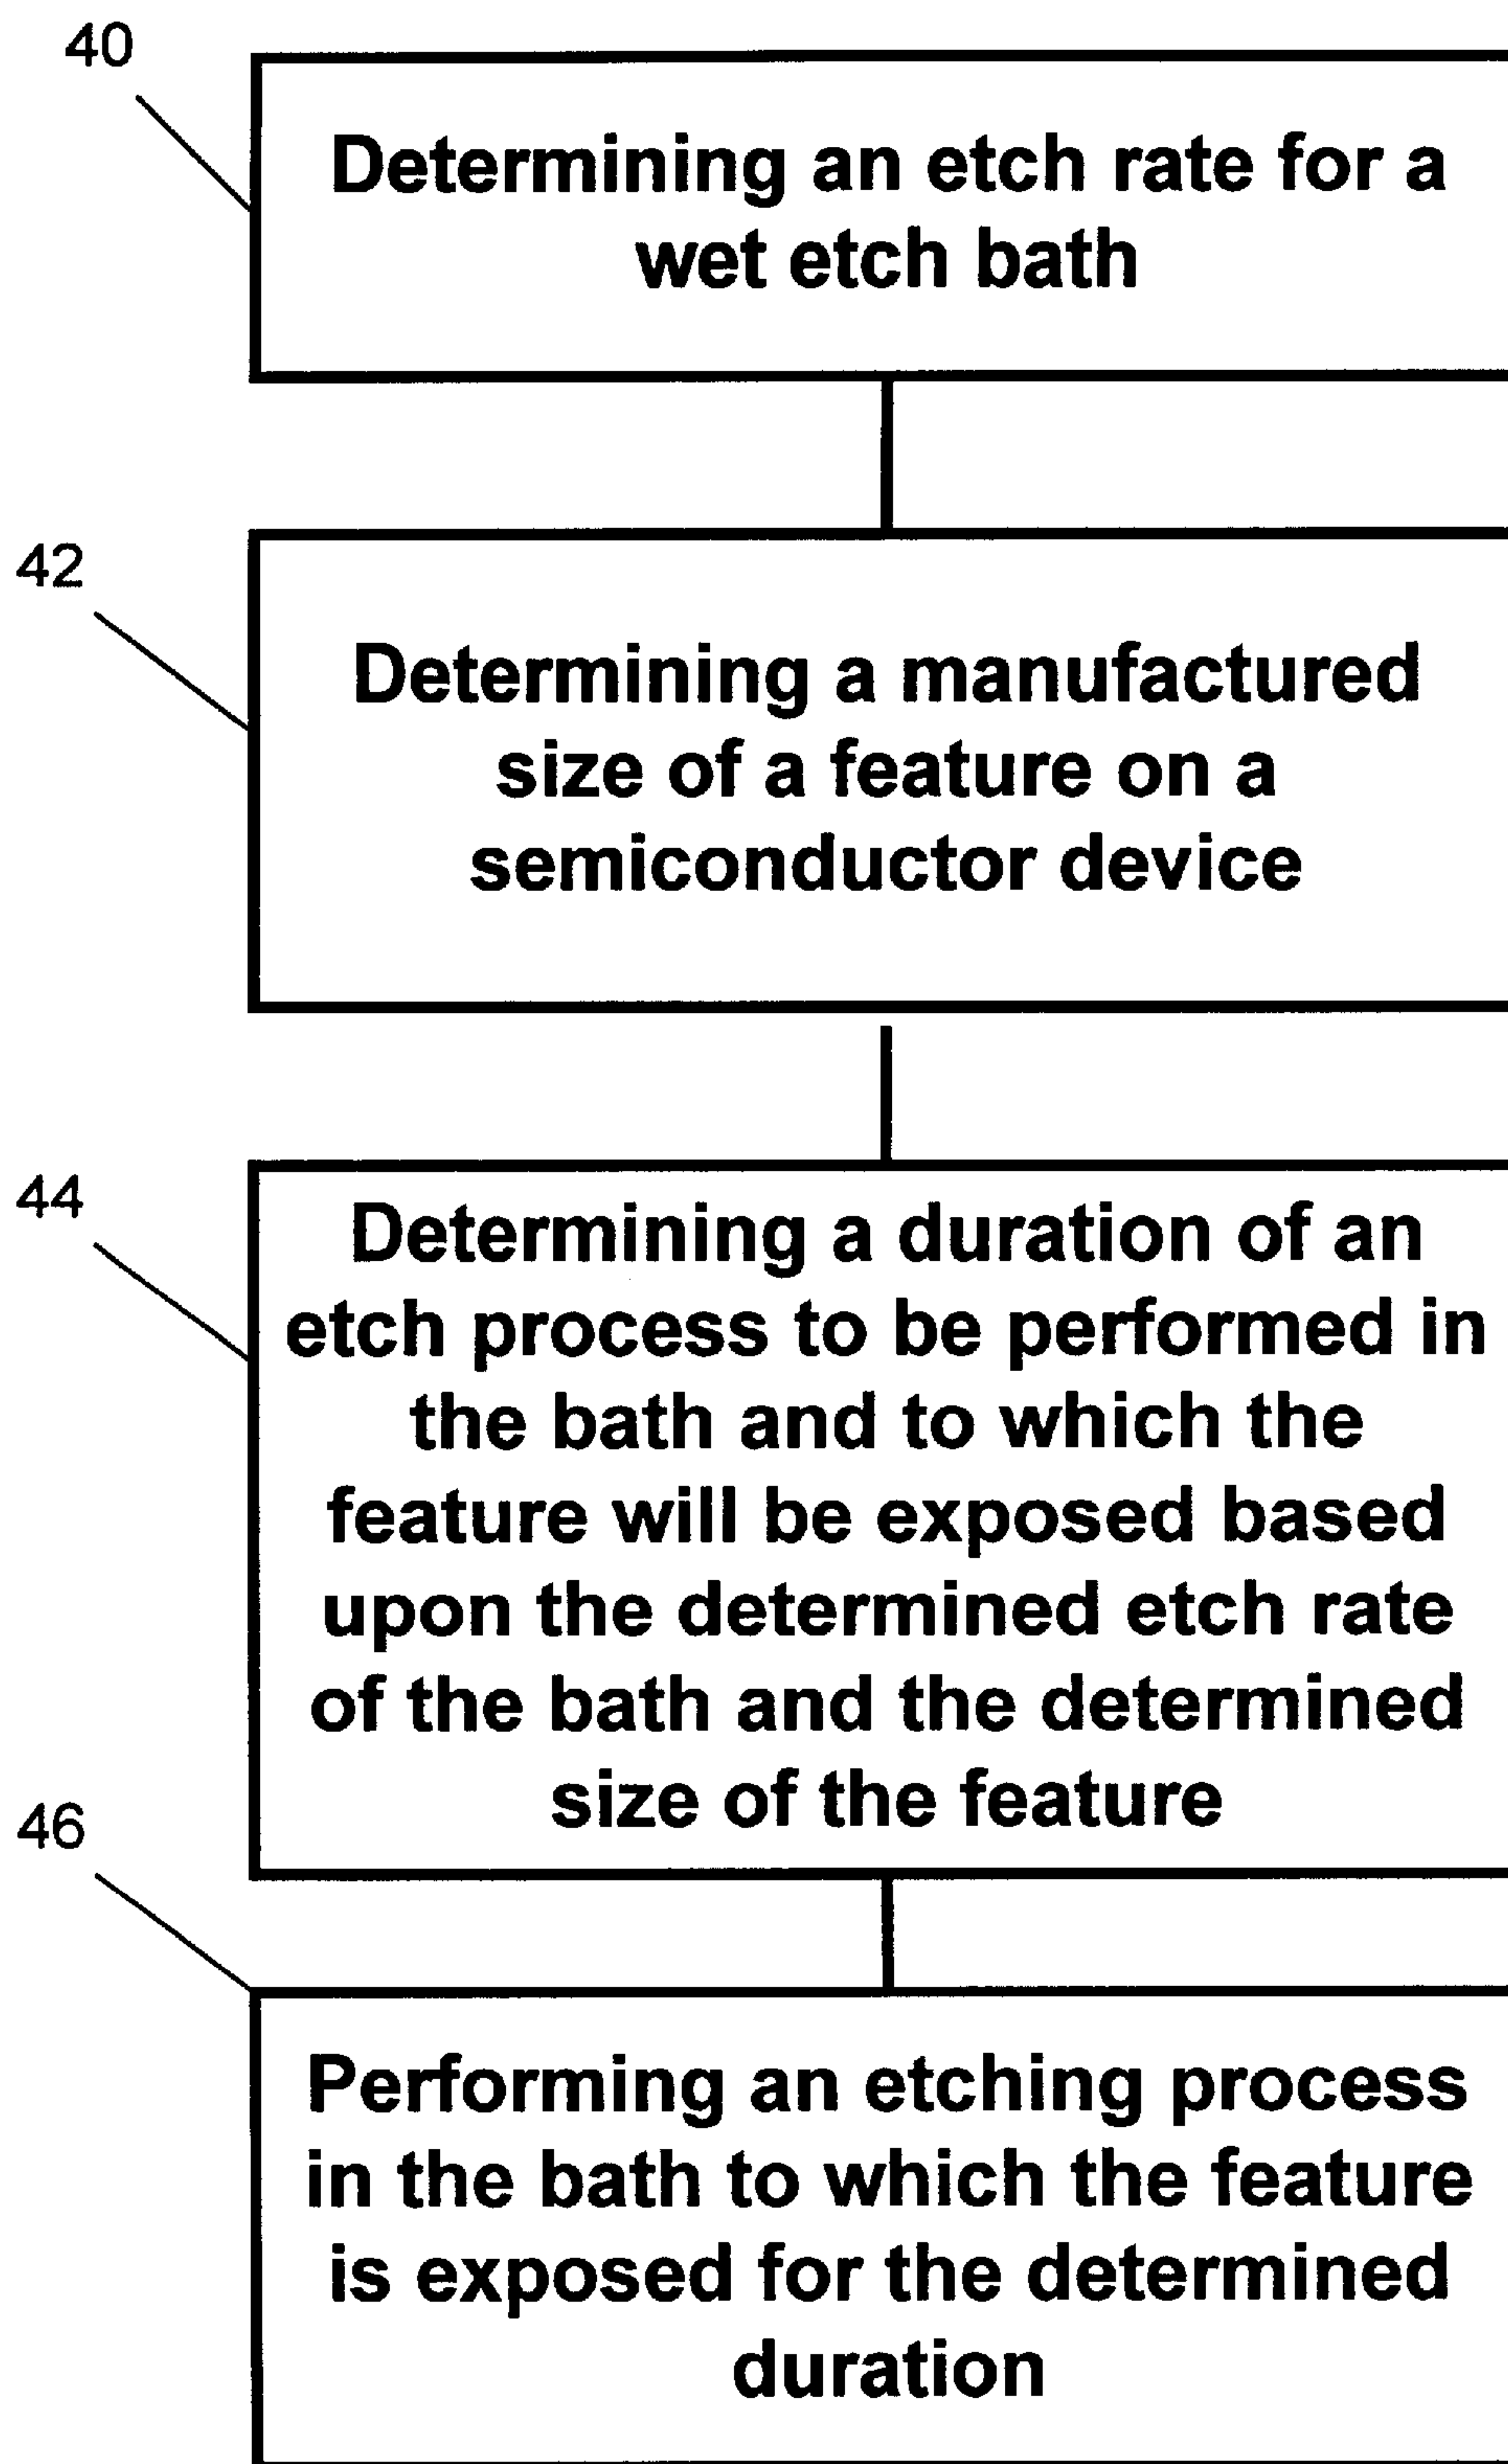 40
Determining an etch rate for a
wet etch bath
42
Determining a manufactured
size of a feature on a
semiconductor device
44
Determining a duration of an
etch process to be performed in
the bath and to which the
feature will be exposed based
upon the determined etch rate
of the bath and the determined
size of the feature
46
Performing an etching process
in the bath to which the feature
is exposed for the determined
duration